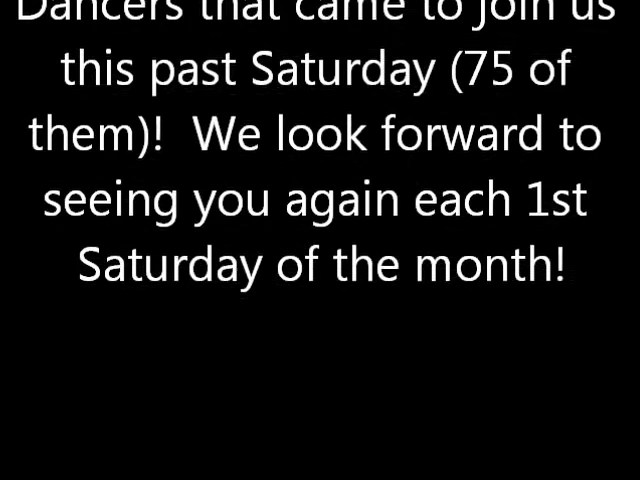 Dancers that came to join us
this past Saturday (75 of
them)!  We look forward to
seeing you again each 1st
Saturday of the month!